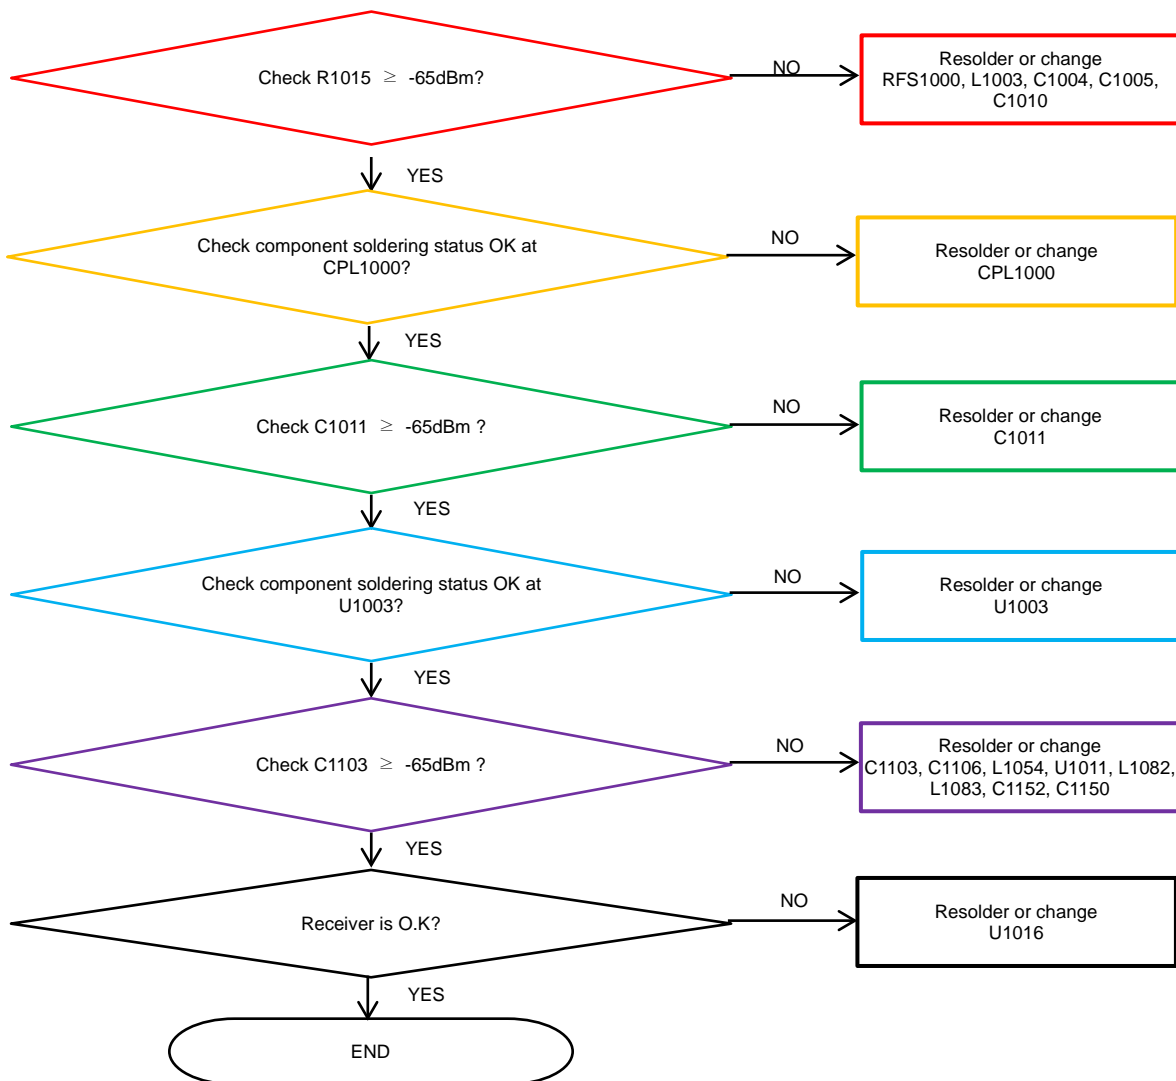 Check R1015 ≥ -65dBm?
NO
Resolder or change
RFS1000, L1003, C1004, C1005,
C1010
YES
Check component soldering status OK at
CPL1000?
NO
Resolder or change
CPL1000
YES
Check C1011 ≥ -65dBm ?
NO
Resolder or change
C1011
YES
Check component soldering status OK at
U1003?
NO
Resolder or change
U1003
YES
Check C1103 ≥ -65dBm ?
NO
Resolder or change
C1103, C1106, L1054, U1011, L1082,
L1083, C1152, C1150
YES
Receiver is O.K?
NO
Resolder or change
U1016
YES
END